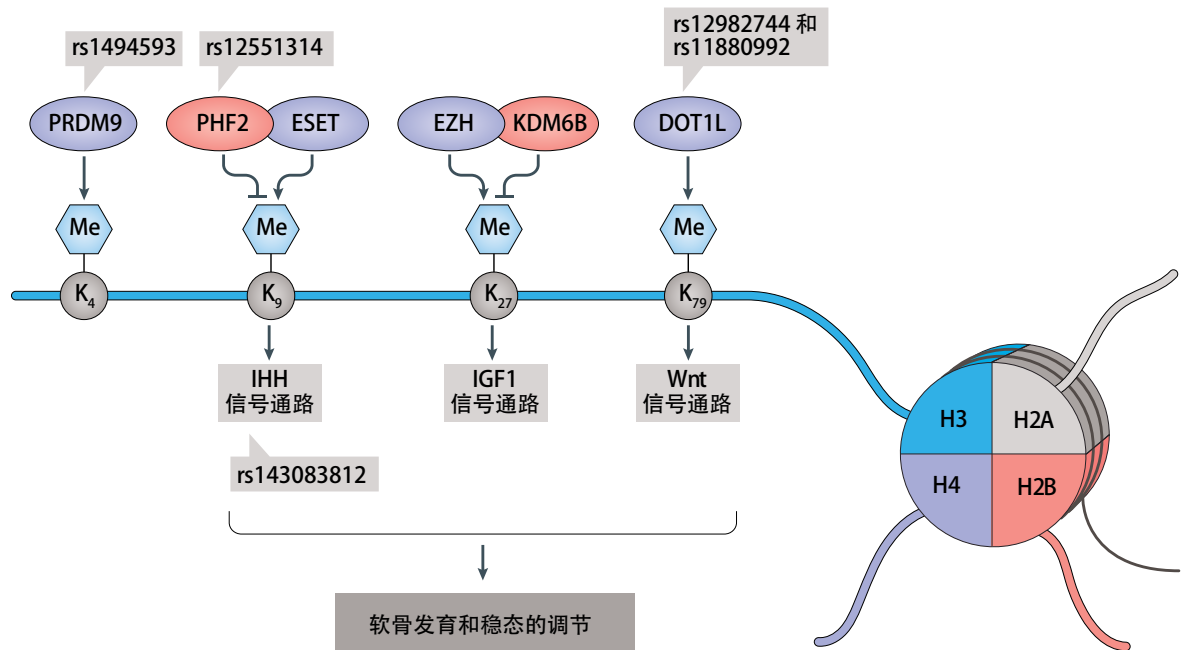 rs1494593
rs12551314
rs12982744 和
rs11880992
PRDM9
PHF2
ESET
EZH
KDM6B
DOT1L
Me
Me
Me
Me
K4
K9
K27
K79
IHH
信号通路
IGF1
信号通路
Wnt
信号通路
rs143083812
H3
H2A
H4
H2B
软骨发育和稳态的调节